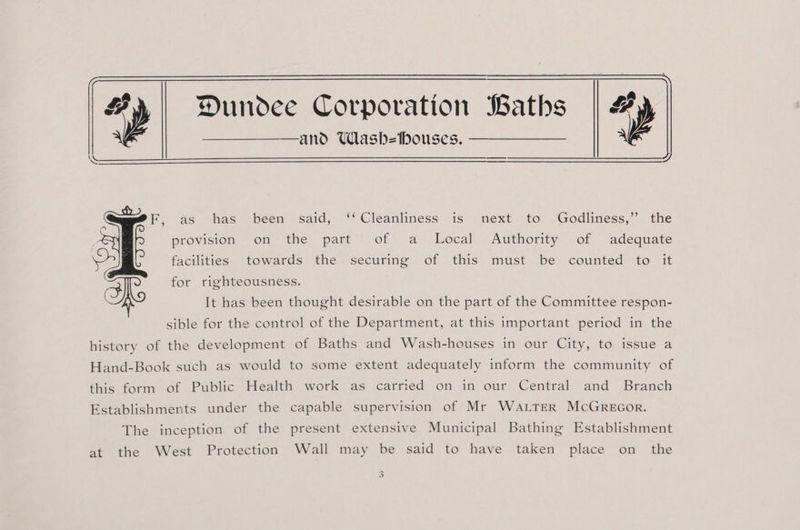 Dundee Corporation Baths
and Wash-Houses.
IF, as has been said, “Cleanliness is next to Godliness,” the
provision on the part of a Local Authority of adequate
facilities towards the securing of this must be counted to it
for righteousness.
It has been thought desirable on the part of the Committee respon-
sible for the control of the Department, at this important period in the
history of the development of Baths and Wash-houses in our City, to issue a
Hand-Book such as would to some extent adequately inform the community of
this form of Public Health work as carried on in our Central and Branch
Establishments under the capable supervision of Mr WALTER MCGREGOR.
The inception of the present extensive Municipal Bathing Establishment
at the West Protection Wall may be said to have taken place on the
3